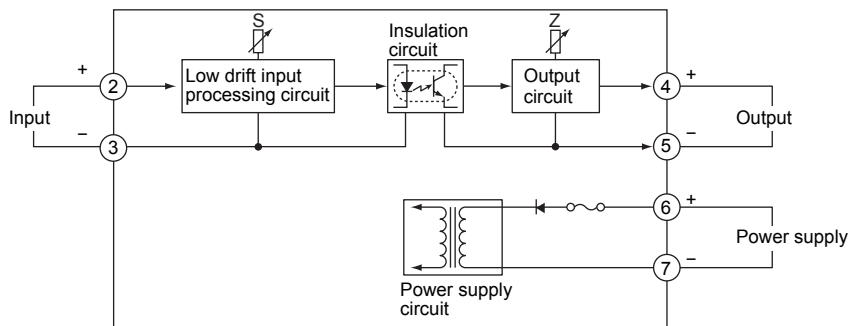 S
Z
Insulation
circuit
+
2
Low drift input
processing circuit
Output
circuit
4
+
Input
Output
−
3
5
−
6
+
Power supply
7
−
Power supply
circuit